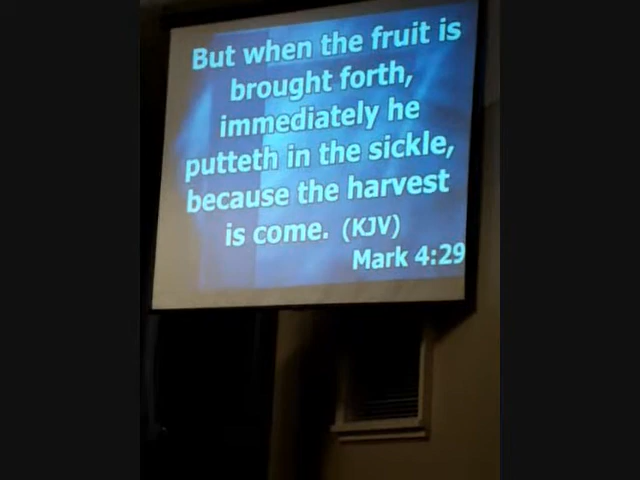 But when the fruit is
brought forth,
immediately he
putteth in the sickle,
because the harvest
is come. (KJV)
Mark 4:29